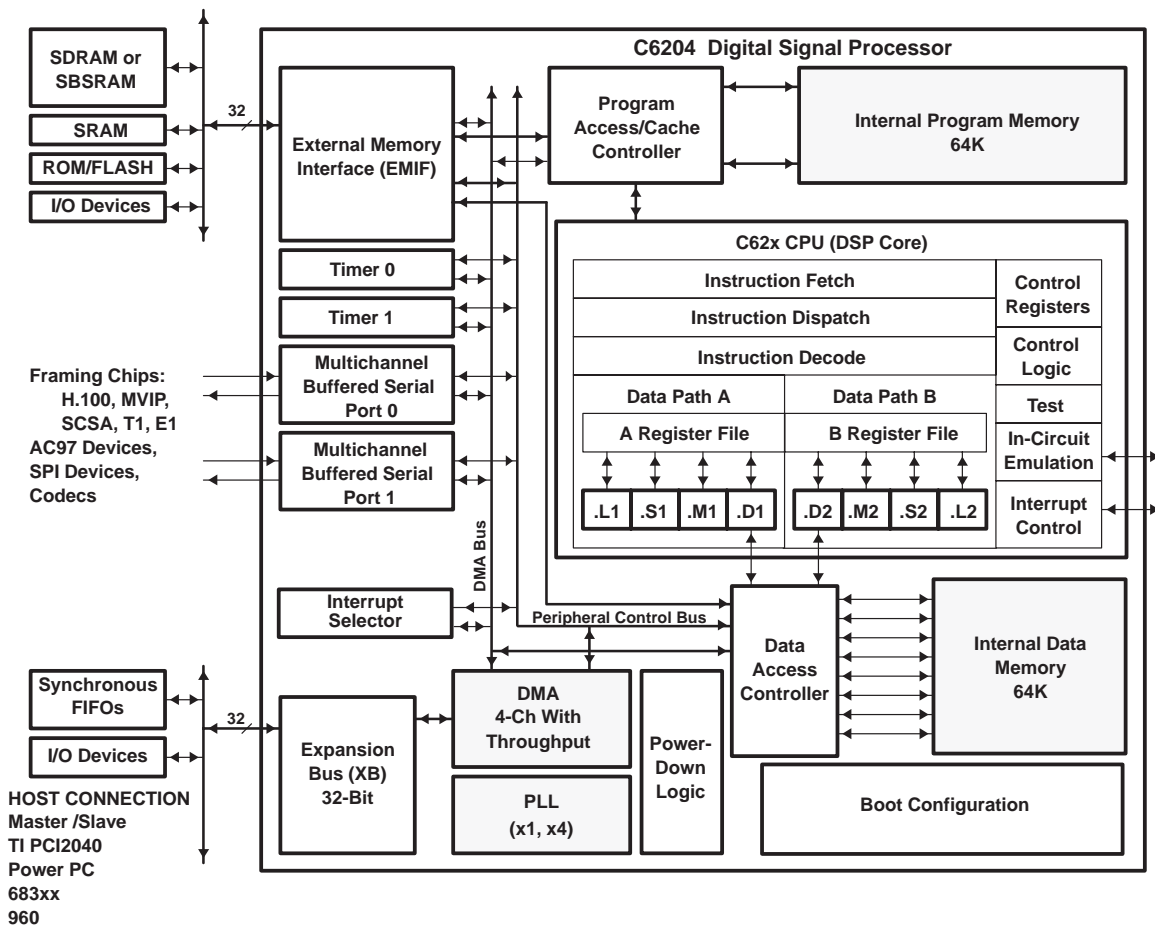 C6204 Digital Signal Processor
SDRAM or
SBSRAM
SRAM
ROM/FLASH
I/O Devices
32
External Memory
Interface (EMIF)
Program
Access/Cache
Controller
Internal Program Memory
64K
Timer 0
Timer 1
Framing Chips:
H.100, MVIP,
SCSA, T1, E1
AC97 Devices,
SPI Devices,
Codecs
Multichannel
Buffered Serial
Port 0
Multichannel
Buffered Serial
Port 1
C62x CPU (DSP Core)
Instruction Fetch
Instruction Dispatch
Instruction Decode
Control
Registers
Control
Logic
Test
In-Circuit
Emulation
Interrupt
Control
Data Path A
A Register File
.L1
.S1
.M1
.D1
Data Path B
B Register File
.D2
.M2
.S2
.L2
DMA Bus
Interrupt
Selector
Peripheral Control Bus
Data
Access
Controller
Internal Data
Memory
64K
Synchronous
FIFOs
I/O Devices
HOST CONNECTION
Master /Slave
TI PCI2040
Power PC
683xx
960
32
Expansion
Bus (XB)
32-Bit
DMA
4-Ch With
Throughput
PLL
(x1, x4)
Power-
Down
Logic
Boot Configuration